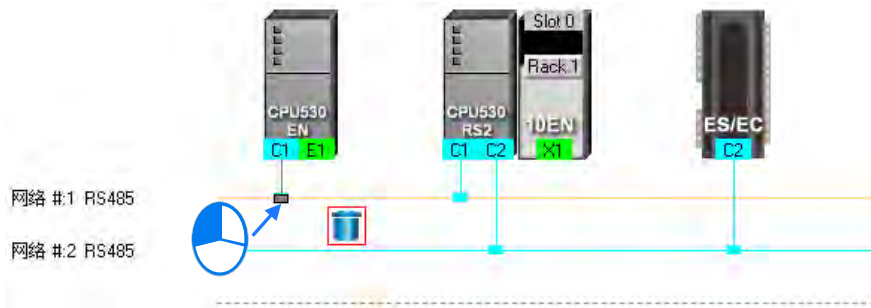 Slot 0
Rack 1
CPU530
EN
C1 E1
CPU530
RS2
C1 C2
10EN
X1
ES/EC
C2
网络 #:1 RS485
网络 #:2 RS485